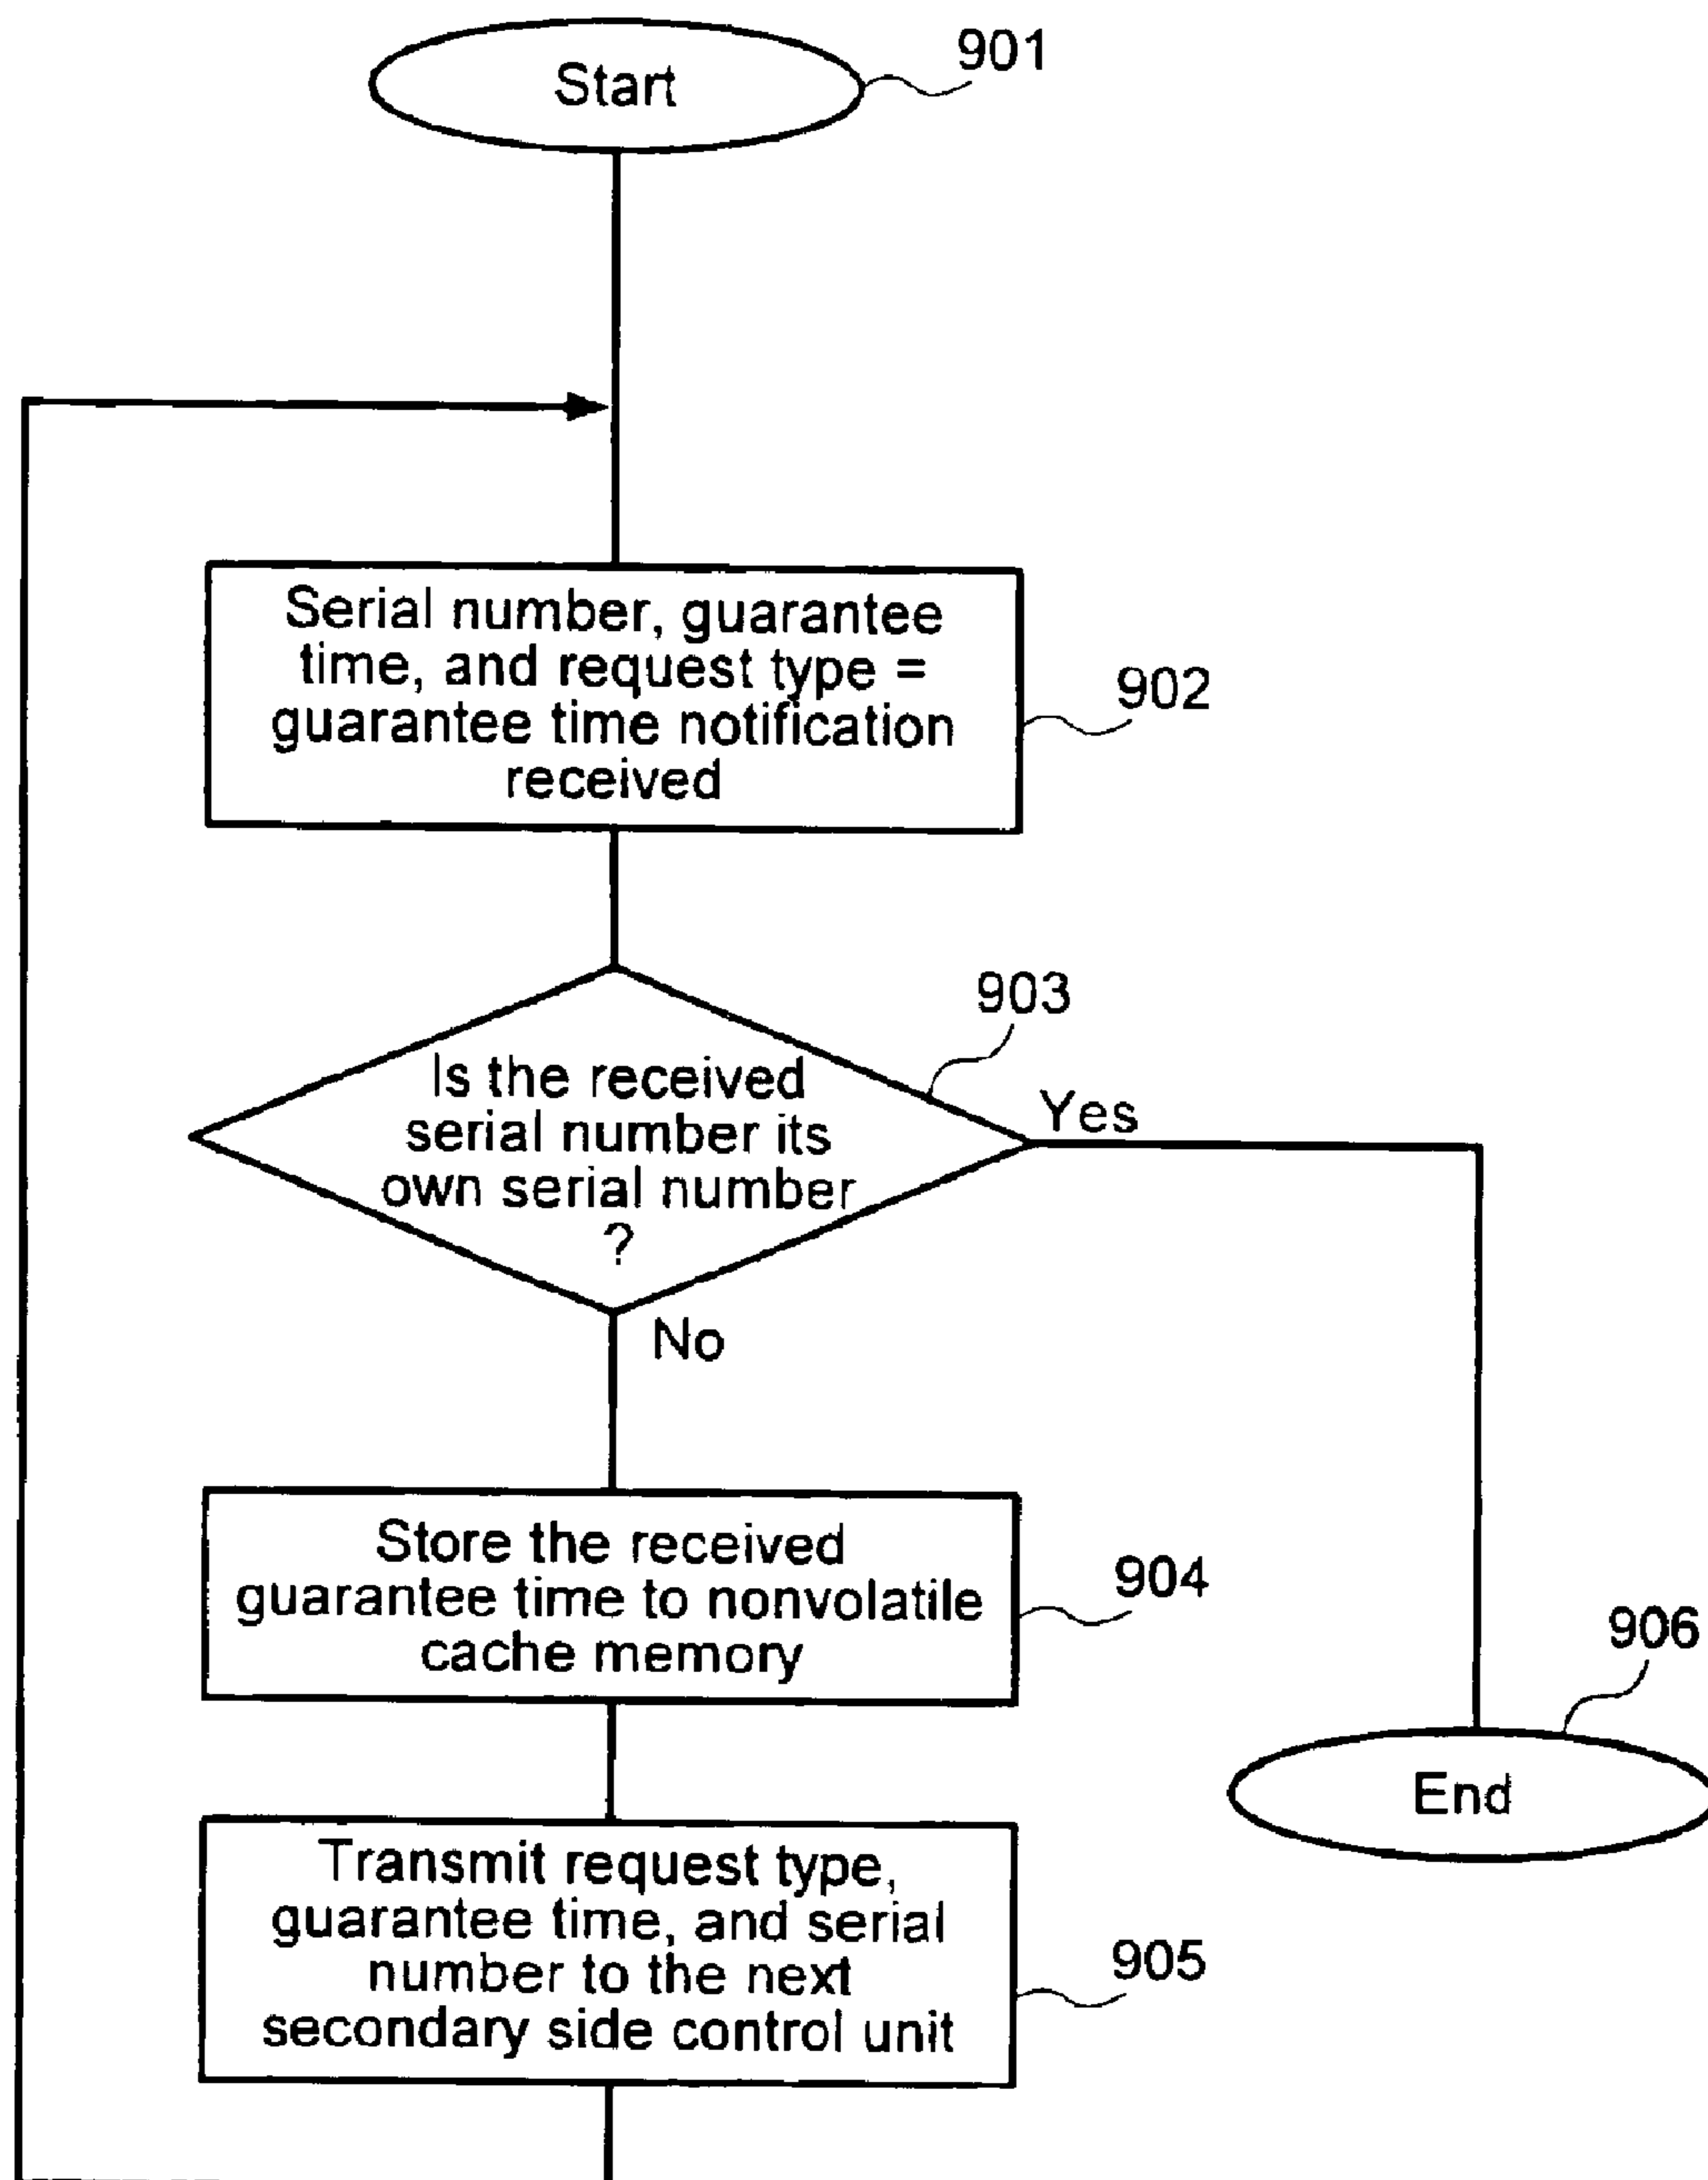 Start
901
Serial number, guarantee
time, and request type =
guarantee time notification
received
902
903
Is the received
serial number its
own serial number
?
Yes
No
Store the received
guarantee time to nonvolatile
cache memory
904
906
End
Transmit request type,
guarantee time, and serial
number to the next
secondary side control unit
905